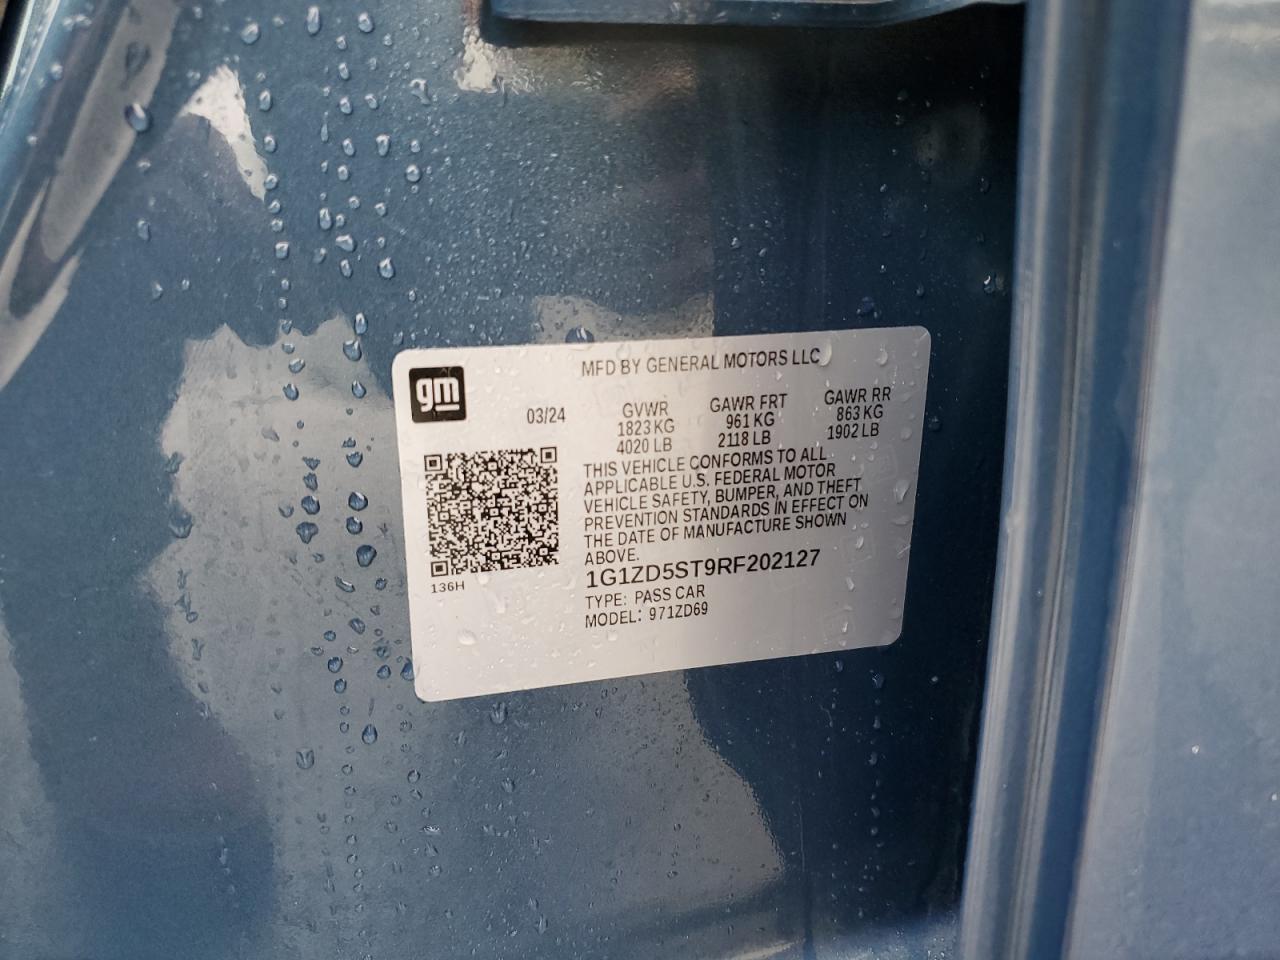 gm
MFD BY GENERAL MOTORS LLC
03/24 GVWR GAWR FRT GAWR RR
1823 KG 961 KG 863 KG
4020 LB 2118 LB 1902 LB
THIS VEHICLE CONFORMS TO ALL
APPLICABLE U.S. FEDERAL MOTOR
VEHICLE SAFETY, BUMPER, AND THEFT
PREVENTION STANDARDS IN EFFECT ON
THE DATE OF MANUFACTURE SHOWN
ABOVE.
136H
1G1ZD5ST9RF202127
TYPE: PASS CAR
MODEL: 971ZD69